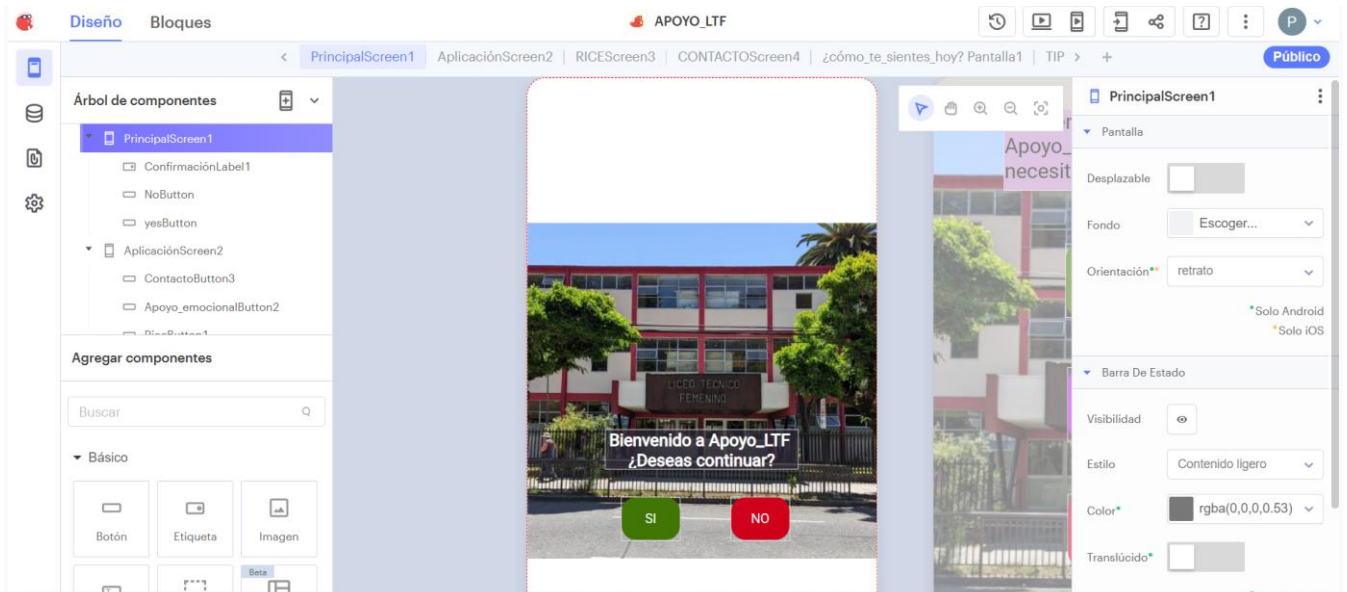 Diseño
Bloques
APOYO_LTF
P
PrincipalScreen1
AplicaciónScreen2
RICEScreen3
CONTACTOScreen4
¿cómo_te_sientes_hoy? Pantalla1
TIP
Público
Árbol de componentes
PrincipalScreen1
ConfirmaciónLabel1
NoButton
yesButton
AplicaciónScreen2
ContactoButton3
Apoyo_emocionalButton2
Agregar componentes
Buscar
Básico
Botón
Etiqueta
Imagen
Beta
LICEO TECNICO
FEMENINO
Bienvenido a Apoyo_LTF
¿Deseas continuar?
SI
NO
Apoyo_
necesit
PrincipalScreen1
Pantalla
Desplazable
Fondo
Escoger...
Orientación**
retrato
*Solo Android
*Solo iOS
Barra De Estado
Visibilidad
Estilo
Contenido ligero
Color*
rgba(0,0,0,0.53)
Translúcido*